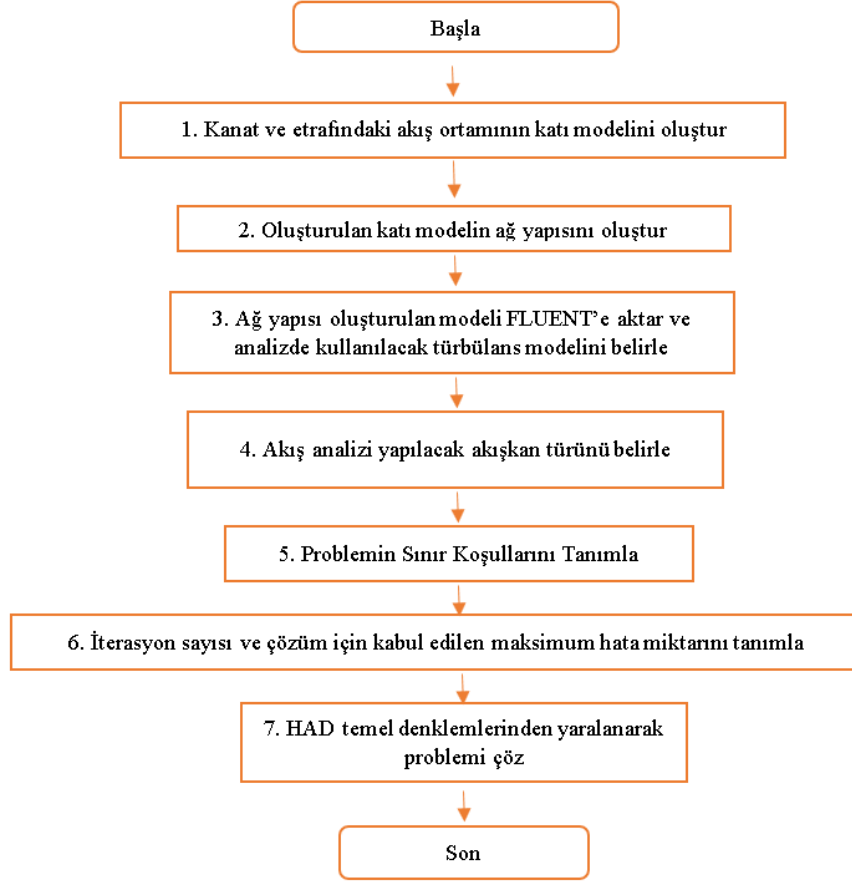 Başla
1. Kanat ve etrafındaki akış ortamının katı modelini oluştur
2. Oluşturulan katı modelin ağ yapısını oluştur
3. Ağ yapısı oluşturulan modeli FLUENT’e aktar ve
analizde kullanılacak türbülans modelini belirle
4. Akış analizi yapılacak akışkan türünü belirle
5. Problemin Sınır Koşullarını Tanımla
6. İterasyon sayısı ve çözüm için kabul edilen maksimum hata miktarını tanımla
7. HAD temel denklemlerinden yaralanarak
problemi çöz
Son